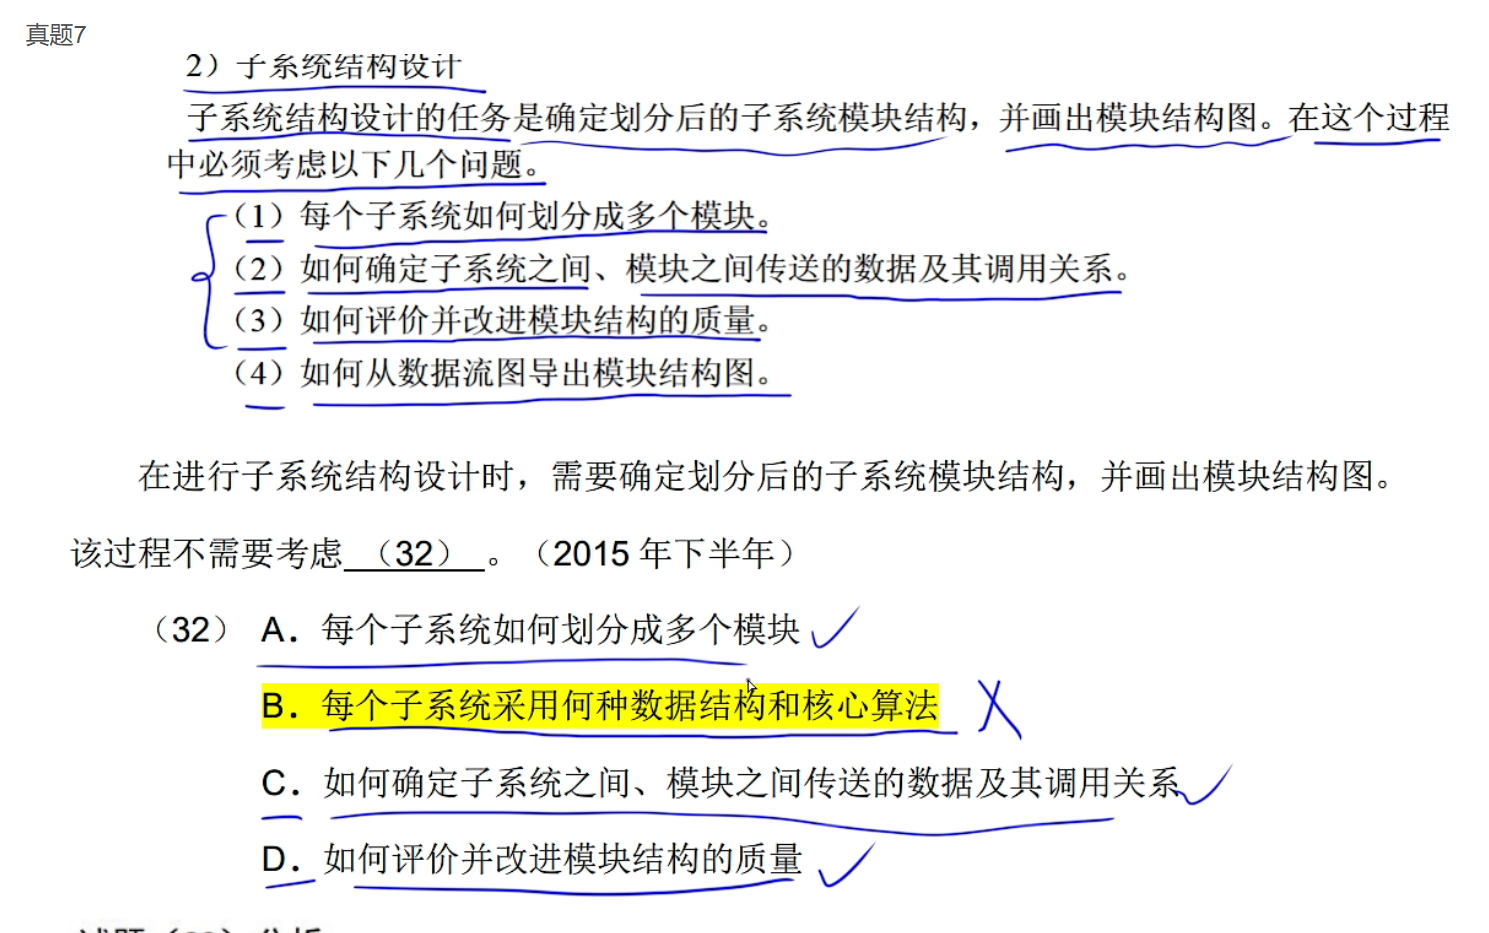 真题7
2）子系统结构设计
子系统结构设计的任务是确定划分后的子系统模块结构，并画出模块结构图。在这个过程
中必须考虑以下几个问题。
（1）每个子系统如何划分成多个模块。
（2）如何确定子系统之间、模块之间传送的数据及其调用关系。
（3）如何评价并改进模块结构的质量。
（4）如何从数据流图导出模块结构图。
在进行子系统结构设计时，需要确定划分后的子系统模块结构，并画出模块结构图。
该过程不需要考虑（32）。（2015年下半年）
（32） A．每个子系统如何划分成多个模块
B．每个子系统采用何种数据结构和核心算法
C．如何确定子系统之间、模块之间传送的数据及其调用关系
D．如何评价并改进模块结构的质量